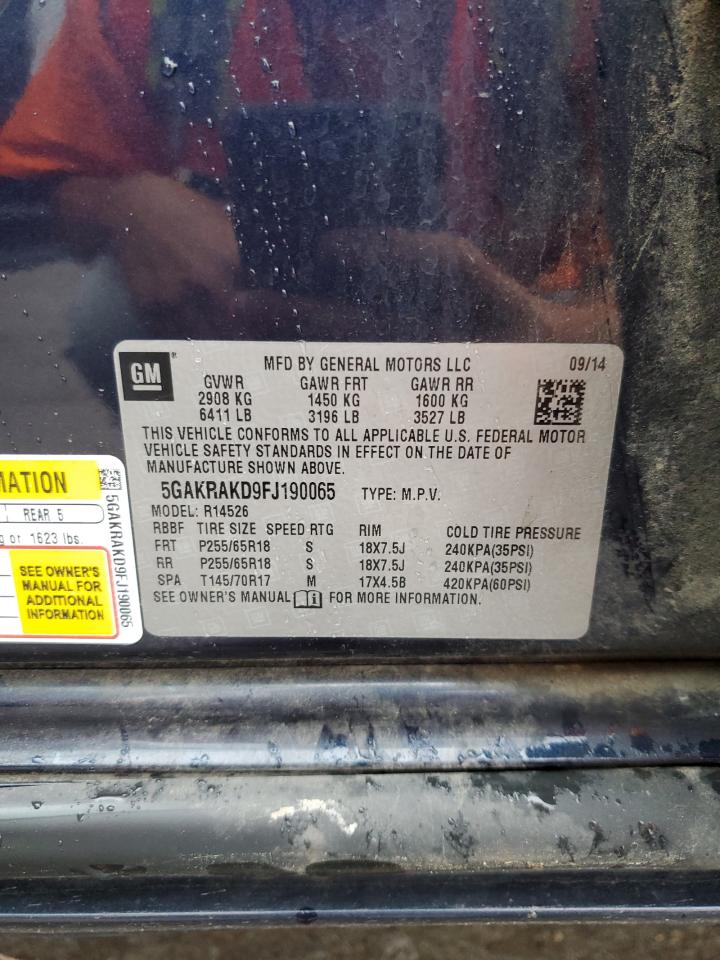 GM
®
MFD BY GENERAL MOTORS LLC 09/14
GVWR GAWR FRT GAWR RR
2908 KG 1450 KG 1600 KG
6411 LB 3196 LB 3527 LB
THIS VEHICLE CONFORMS TO ALL APPLICABLE U.S. FEDERAL MOTOR
VEHICLE SAFETY STANDARDS IN EFFECT ON THE DATE OF
MANUFACTURE SHOWN ABOVE.
5GAKRAKD9FJ190065 TYPE: M.P.V.
MODEL: R14526
RBBF TIRE SIZE SPEED RTG RIM COLD TIRE PRESSURE
FRT P255/65R18 S 18X7.5J 240KPA(35PSI)
RR P255/65R18 S 18X7.5J 240KPA(35PSI)
SPA T145/70R17 M 17X4.5B 420KPA(60PSI)
SEE OWNER'S MANUAL FOR MORE INFORMATION.
MATION
REAR 5
g or 1623 lbs.
SEE OWNER'S
MANUAL FOR
ADDITIONAL
INFORMATION
5GAKRAKD9FJ190065